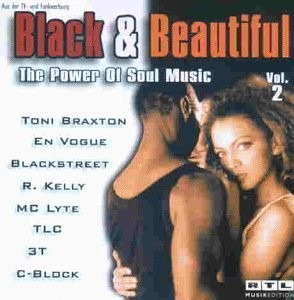 Aus der TV- und Funkwerbung
Black & Beautiful
The Power Of Soul Music
Vol.
2
Toni Braxton
En Vogue
Blackstreet
R. Kelly
MC Lyte
TLC
3T
C-Block
RTL
MUSIKEDITION